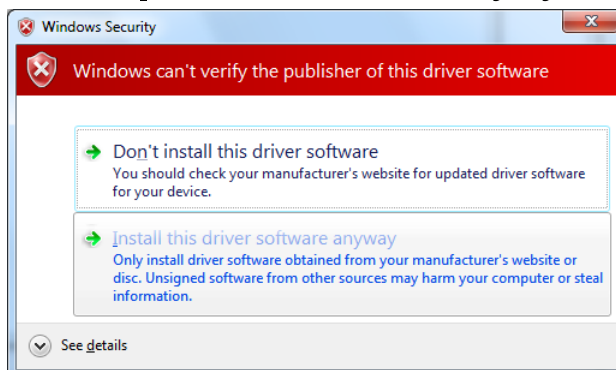 Windows Security
Windows can't verify the publisher of this driver software
Don't install this driver software
You should check your manufacturer's website for updated driver software
for your device.
Install this driver software anyway
Only install driver software obtained from your manufacturer's website or
disc. Unsigned software from other sources may harm your computer or steal
information.
See details